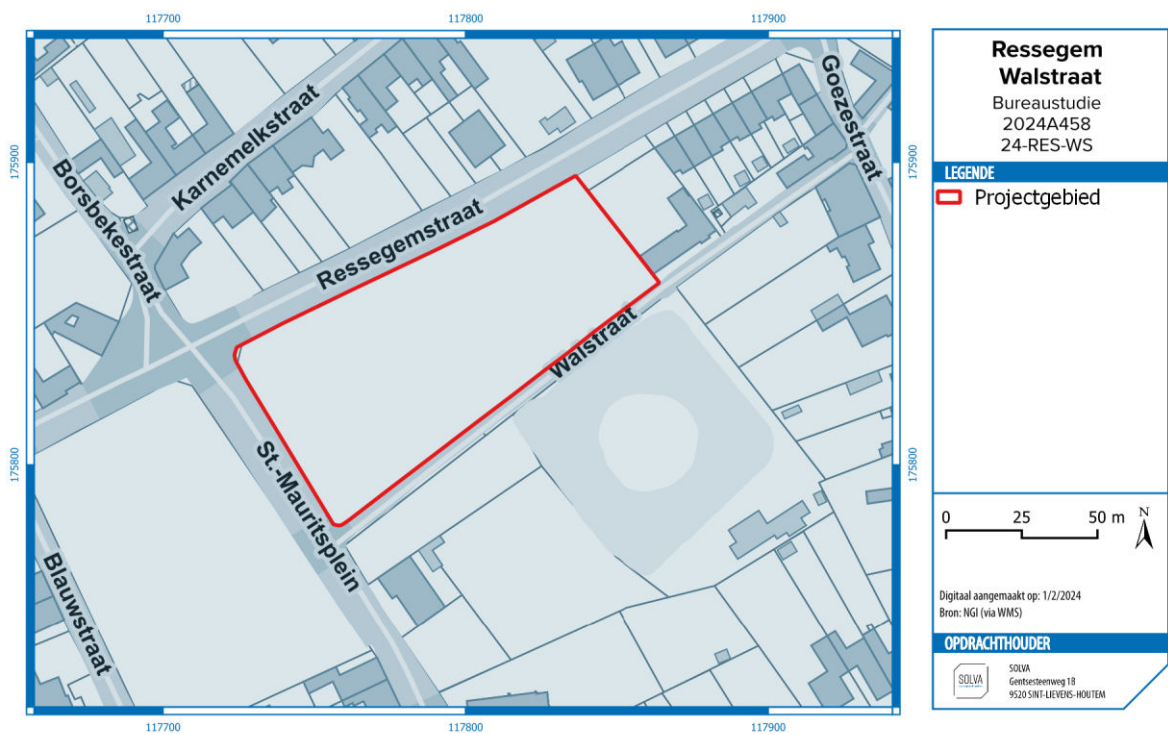 117700
117800
117900
175900
175800
Karnemelkstraat
Borsbekestraat
Ressegemstraat
Goezestraat
Walstraat
St.-Mauritsplein
Blauwstraat
175900
175800
117700
117800
117900
Ressegem
Walstraat
Bureaustudie
2024A458
24-RES-WS
LEGENDE
Projectgebied
0 25 50 m
N
Digitaal aangemaakt op: 1/2/2024
Bron: NGI (via WMS)
OPDRACHTHOUDER
SOLVA
SOLVA
Gentsesteenweg 1B
9520 SINT-LIEVENS-HOUTEM